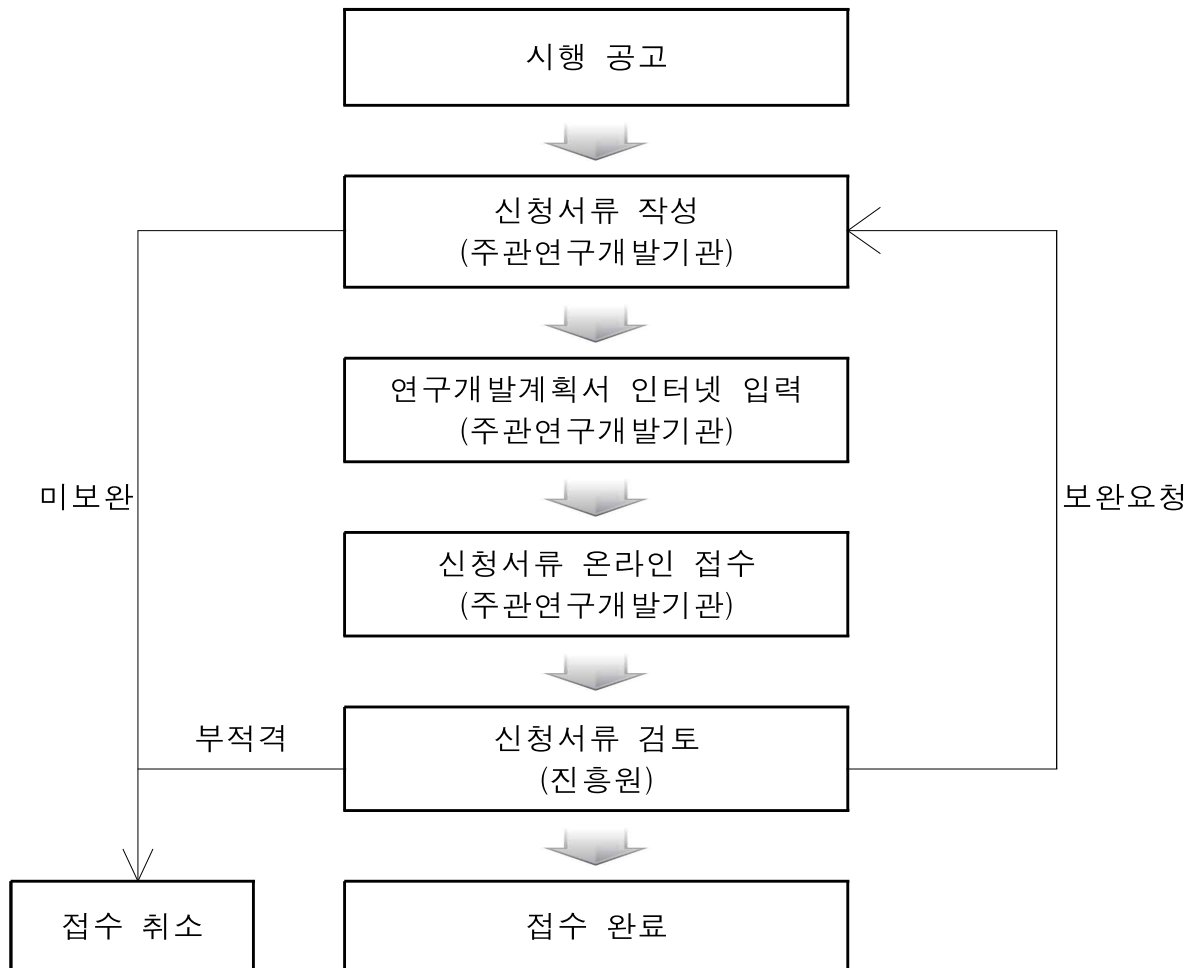 시행 공고
신청서류 작성
(주관연구개발기관)
연구개발계획서 인터넷 입력
(주관연구개발기관)
미보완
보완요청
신청서류 온라인 접수
(주관연구개발기관)
부적격
신청서류 검토
(진흥원)
접수 취소
접수 완료